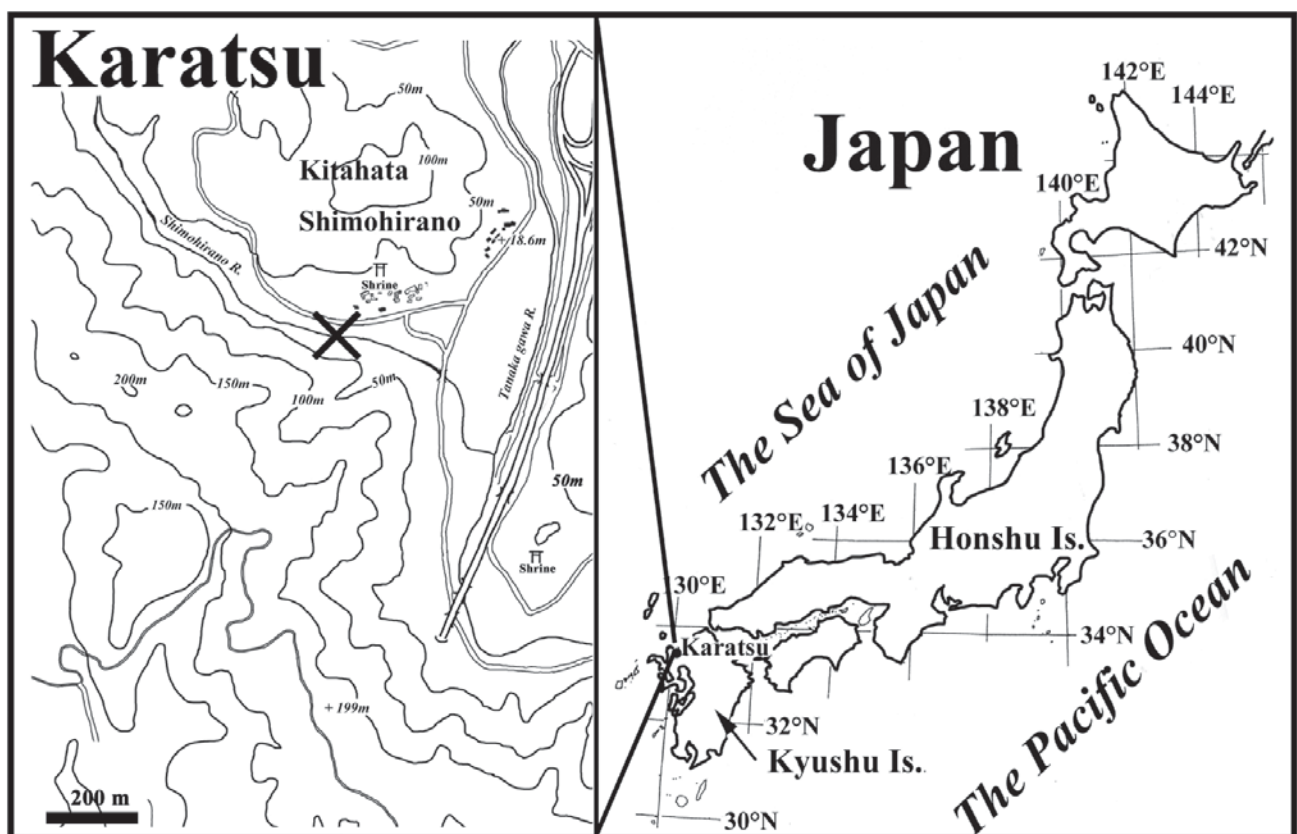 Karatsu
50m
100m
Kitahata
50m
Shimohirano
+ 18.6m
Shimohirano R.
Shrine
Tanaka gawa R.
200m
150m
100m
50m
50m
150m
Shrine
+ 199m
200 m
Japan
142°E
144°E
140°E
42°N
The Sea of Japan
40°N
138°E
38°N
136°E
132°E
134°E
Honshu Is.
36°N
130°E
34°N
Karatsu
The Pacific Ocean
32°N
Kyushu Is.
30°N